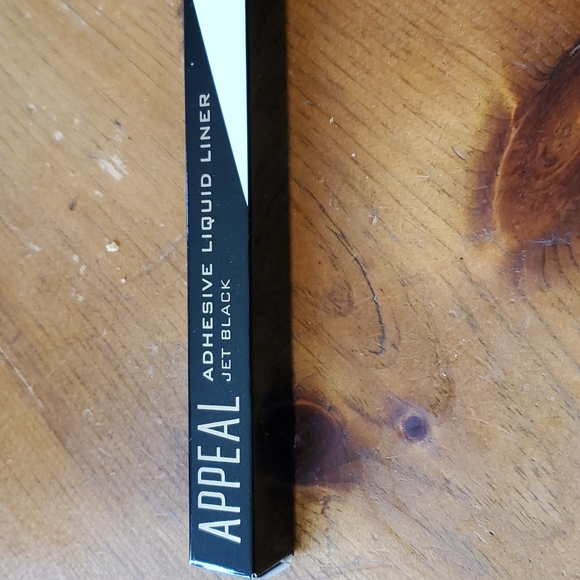 APPEAL
ADHESIVE LIQUID LINER
JET BLACK